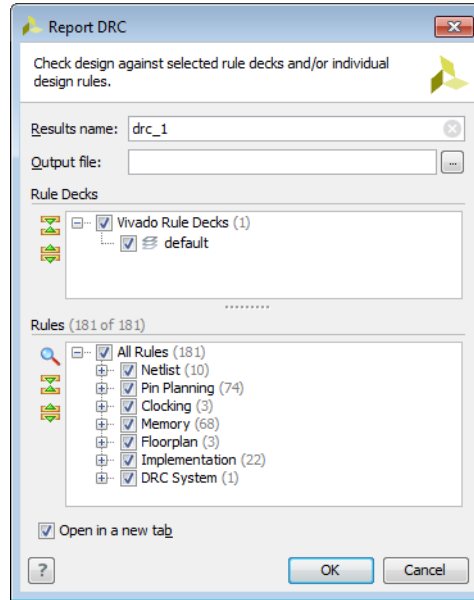 Report DRC
Check design against selected rule decks and/or individual
design rules.
Results name: drc_1
Output file:
...
Rule Decks
Vivado Rule Decks (1)
default
Rules (181 of 181)
All Rules (181)
Netlist (10)
Pin Planning (74)
Clocking (3)
Memory (68)
Floorplan (3)
Implementation (22)
DRC System (1)
Open in a new tab
? OK Cancel